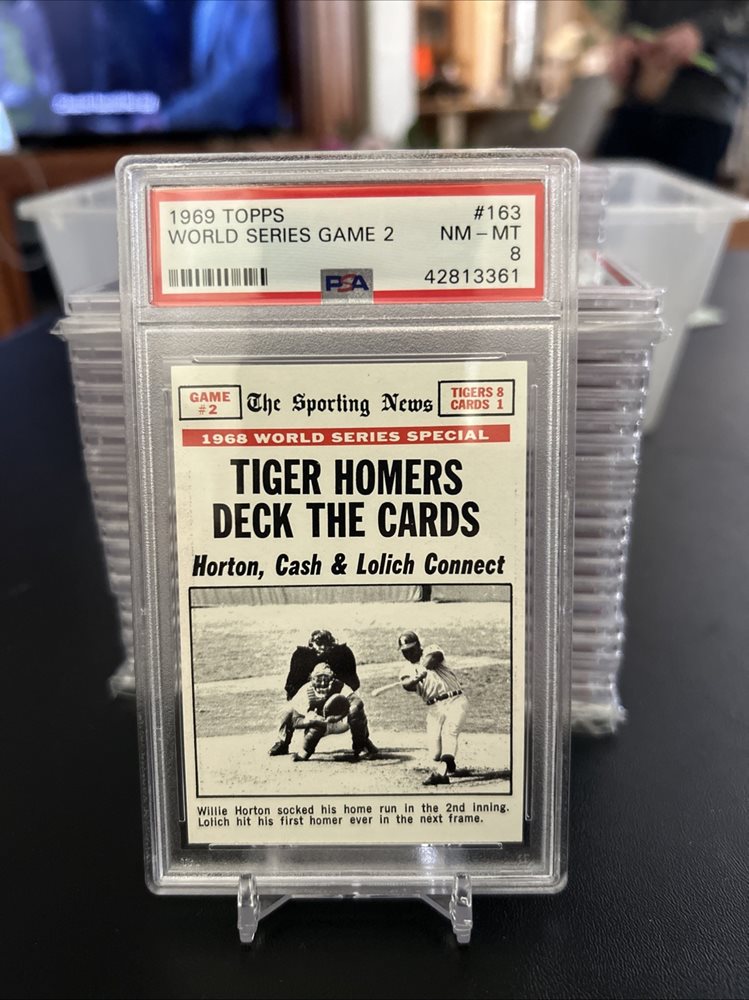 1969 TOPPS #163
WORLD SERIES GAME 2 NM - MT
8
PSA 42813361
GAME #2
The Sporting News
TIGERS 8
CARDS 1
1968 WORLD SERIES SPECIAL
TIGER HOMERS
DECK THE CARDS
Horton, Cash & Lolich Connect
Willie Horton socked his home run in the 2nd inning.
Lolich hit his first homer ever in the next frame.